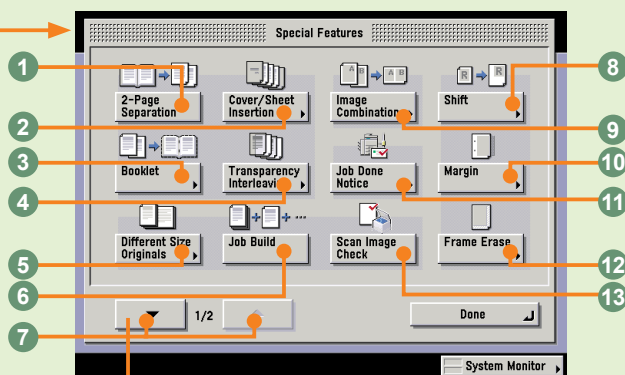 Special Features
1
2-Page
Separation
2
Cover/Sheet
Insertion
Image
Combination
Shift
8
9
3
Booklet
4
Transparency
Interleaving
Job Done
Notice
Margin
10
11
5
Different Size
Originals
6
Job Build
Scan Image
Check
Frame Erase
12
13
7
1/2
Done
System Monitor